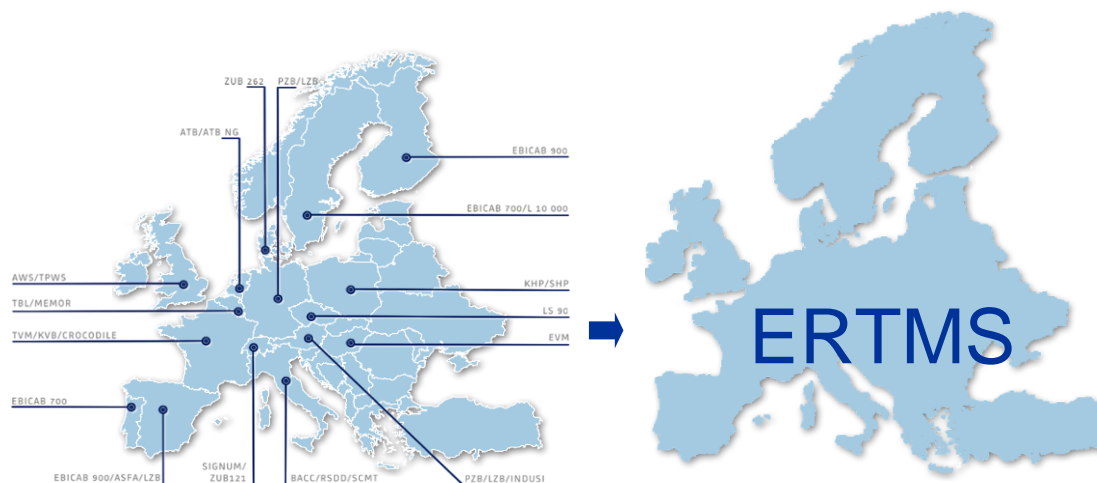 ZUB 262
PZB/LZB
ATB/ATB NG
EBICAB 900
EBICAB 700/L 10 000
AWS/TPWS
KHP/SHP
TBL/MEMOR
LS 90
TVM/KVB/CROCODILE
EVM
ERTMS
EBICAB 700
EBICAB 900/ASFA/LZB
SIGNUM/
ZUB121
BACC/RSDD/SCMT
PZB/LZB/INDUSI